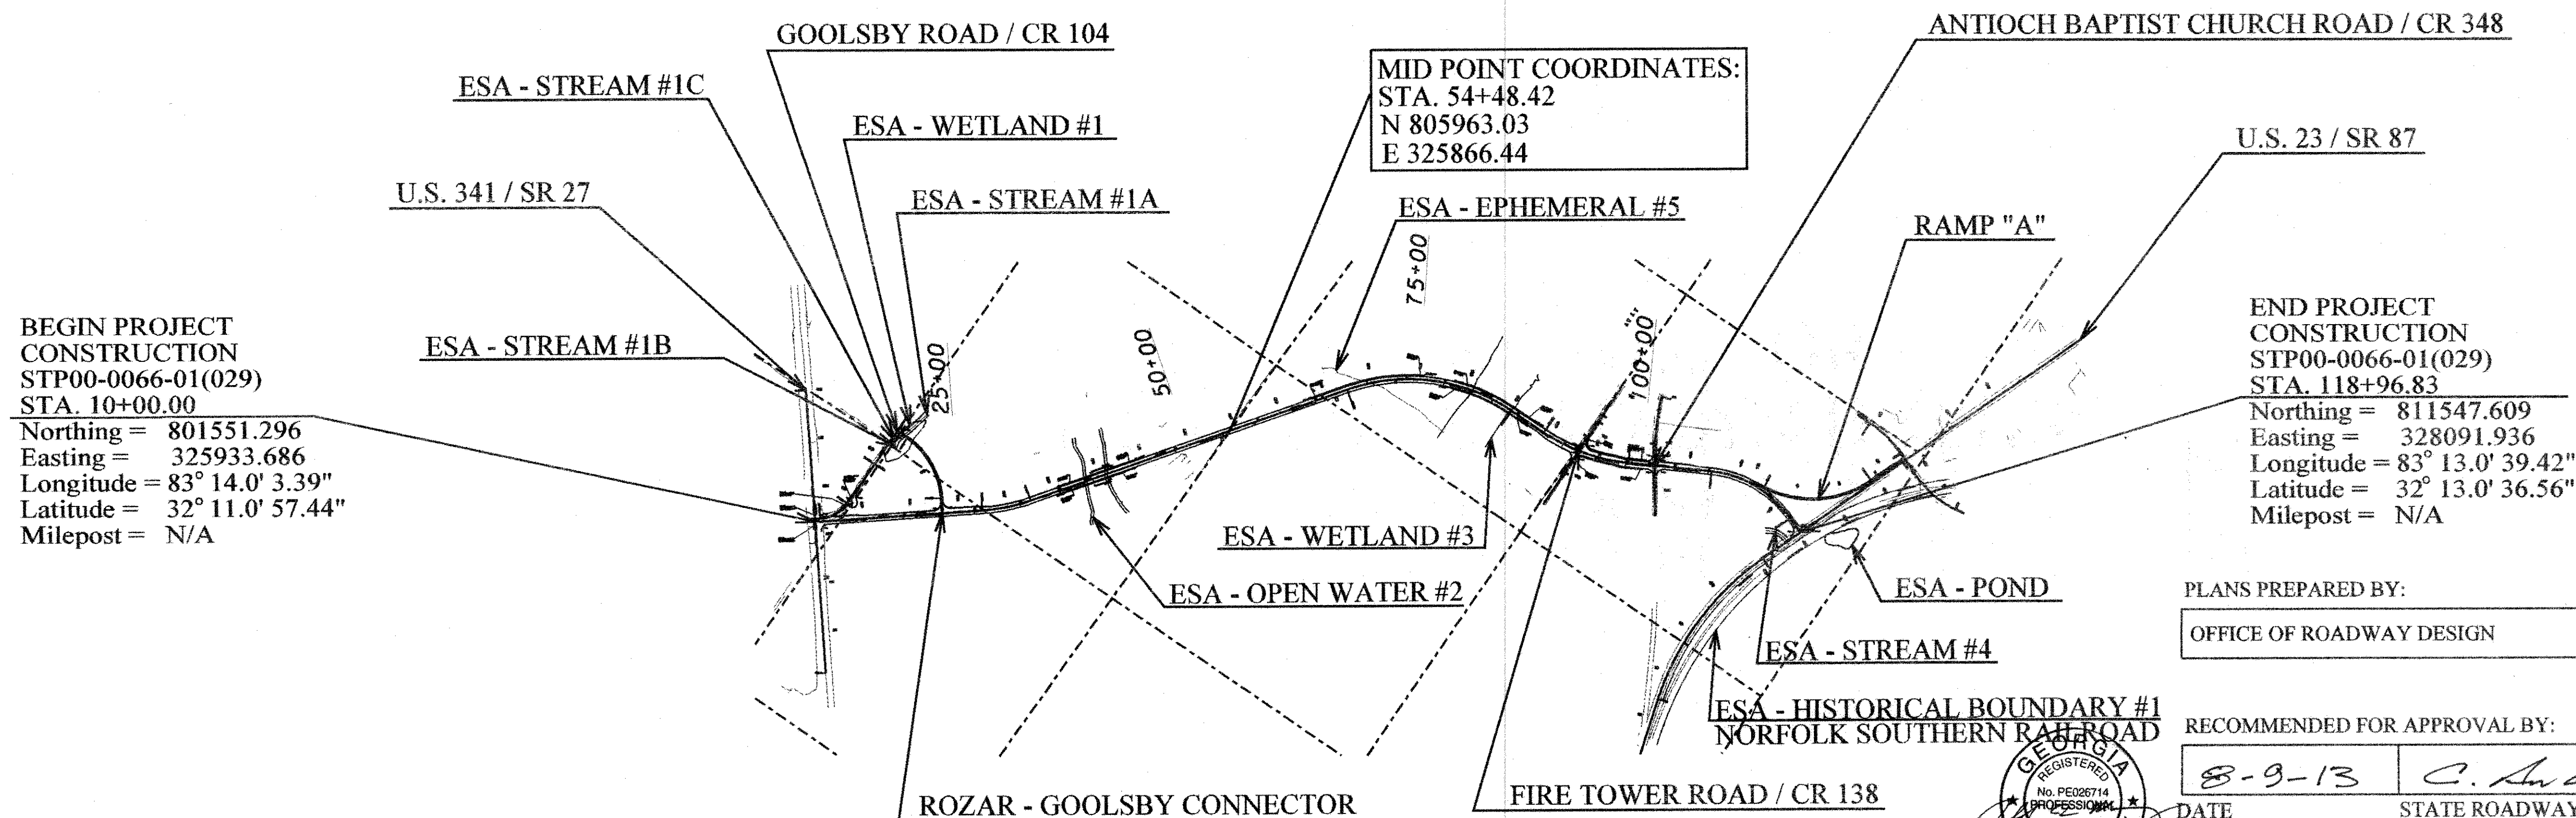 GOOLSBY ROAD / CR 104
ANTIOCH BAPTIST CHURCH ROAD / CR 348
ESA - STREAM #1C
MID POINT COORDINATES:
STA. 54+48.42
N 805963.03
E 325866.44
ESA - WETLAND #1
U.S. 23 / SR 87
U.S. 341 / SR 27
ESA - STREAM #1A
ESA - EPHEMERAL #5
RAMP "A"
75+00
BEGIN PROJECT
CONSTRUCTION
STP00-0066-01(029)
STA. 10+00.00
Northing = 801551.296
Easting = 325933.686
Longitude = 83° 14.0' 3.39"
Latitude = 32° 11.0' 57.44"
Milepost = N/A
ESA - STREAM #1B
25+00
50+00
100+00
END PROJECT
CONSTRUCTION
STP00-0066-01(029)
STA. 118+96.83
Northing = 811547.609
Easting = 328091.936
Longitude = 83° 13.0' 39.42"
Latitude = 32° 13.0' 36.56"
Milepost = N/A
ESA - WETLAND #3
ESA - OPEN WATER #2
ESA - POND
ESA - STREAM #4
PLANS PREPARED BY:
OFFICE OF ROADWAY DESIGN
ESA - HISTORICAL BOUNDARY #1
NORFOLK SOUTHERN RAILROAD
RECOMMENDED FOR APPROVAL BY:
GEORGIA
REGISTERED
No. PE026714
PROFESSIONAL
8-9-13
C.
DATE
STATE ROADWAY
ROZAR - GOOLSBY CONNECTOR
FIRE TOWER ROAD / CR 138